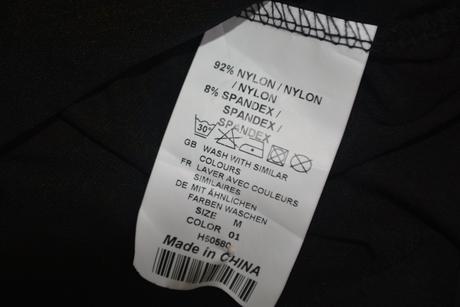 92% NYLON / NYLON
/ NYLON
8% SPANDEX /
SPANDEX /
SPANDEX
30°
GB WASH WITH SIMILAR
COLOURS
FR LAVER AVEC COULEURS
SIMILAIRES
DE MIT ÄHNLICHEN
FARBEN WASCHEN
SIZE M
COLOR 01
Made in CHINA